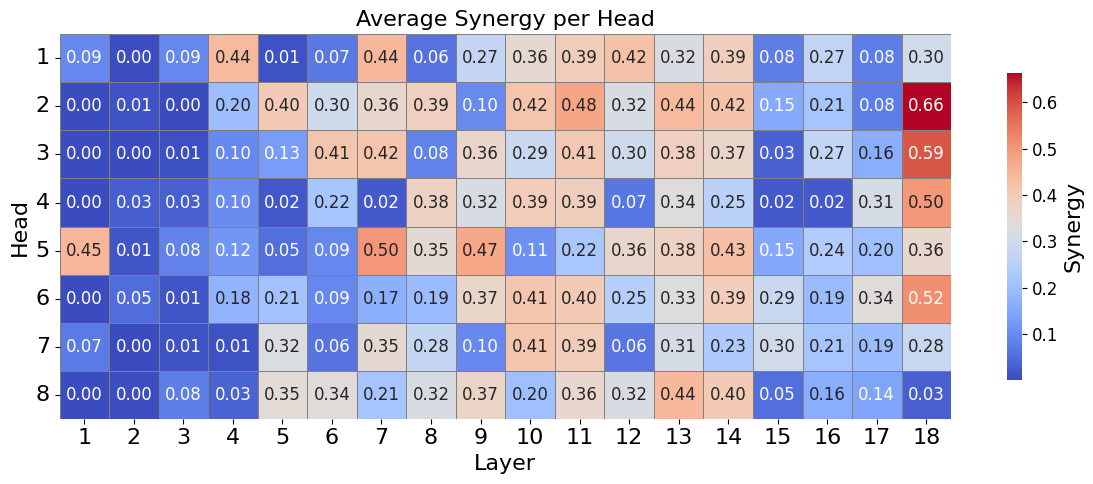 Average Synergy per Head
1 0.09 0.00 0.09 0.44 0.01 0.07 0.44 0.06 0.27 0.36 0.39 0.42 0.32 0.39 0.08 0.27 0.08 0.30
2 0.00 0.01 0.00 0.20 0.40 0.30 0.36 0.39 0.10 0.42 0.48 0.32 0.44 0.42 0.15 0.21 0.08 0.66
3 0.00 0.00 0.01 0.10 0.13 0.41 0.42 0.08 0.36 0.29 0.41 0.30 0.38 0.37 0.03 0.27 0.16 0.59
4 0.00 0.03 0.03 0.10 0.02 0.22 0.02 0.38 0.32 0.39 0.39 0.07 0.34 0.25 0.02 0.02 0.31 0.50
5 0.45 0.01 0.08 0.12 0.05 0.09 0.50 0.35 0.47 0.11 0.22 0.36 0.38 0.43 0.15 0.24 0.20 0.36
6 0.00 0.05 0.01 0.18 0.21 0.09 0.17 0.19 0.37 0.41 0.40 0.25 0.33 0.39 0.29 0.19 0.34 0.52
7 0.07 0.00 0.01 0.01 0.32 0.06 0.35 0.28 0.10 0.41 0.39 0.06 0.31 0.23 0.30 0.21 0.19 0.28
8 0.00 0.00 0.08 0.03 0.35 0.34 0.21 0.32 0.37 0.20 0.36 0.32 0.44 0.40 0.05 0.16 0.14 0.03
1 2 3 4 5 6 7 8 9 10 11 12 13 14 15 16 17 18
Layer
Head
0.6
0.5
0.4
0.3
0.2
0.1
Synergy